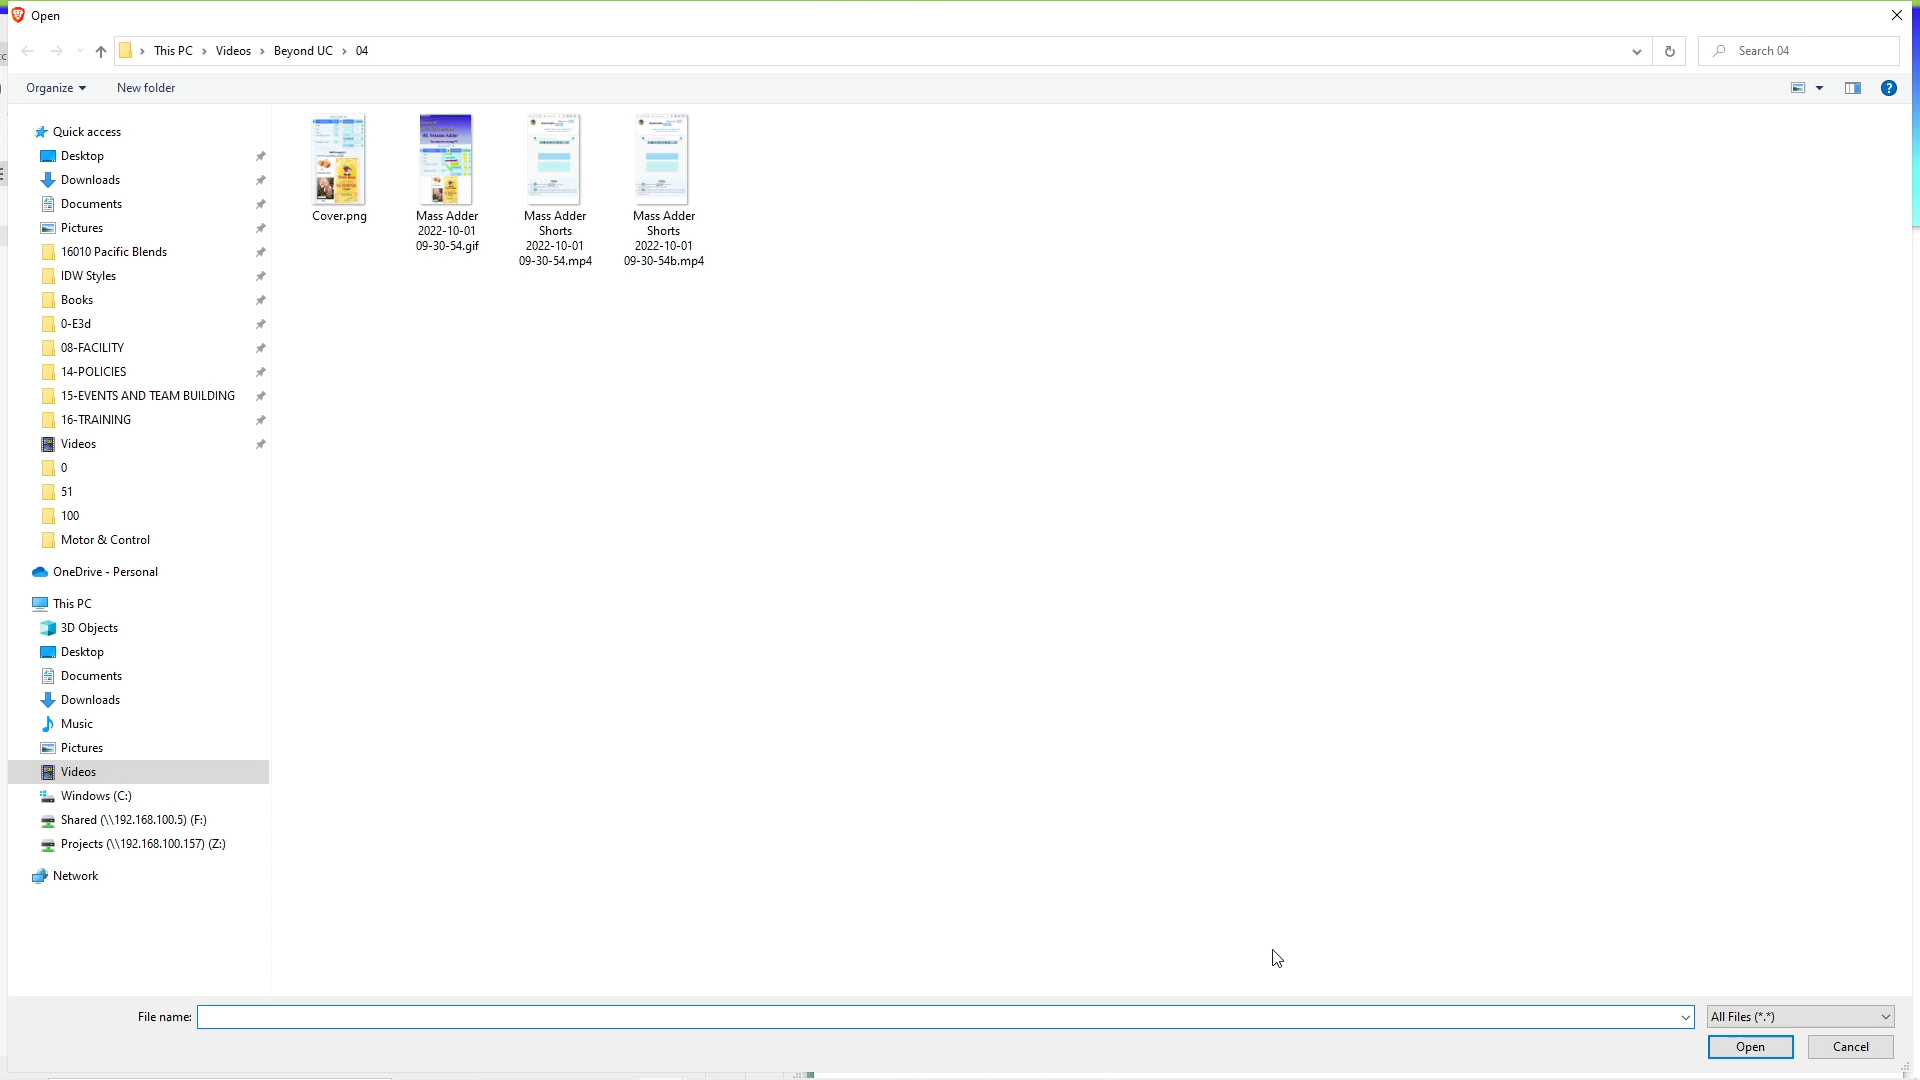 Open
This PC
Videos
Beyond UC
04
Search 04
Organize
New folder
Quick access
Desktop
Downloads
Documents
Pictures
16010 Pacific Blends
IDW Styles
Books
0-E3d
08-FACILITY
14-POLICIES
15-EVENTS AND TEAM BUILDING
16-TRAINING
Videos
0
51
100
Motor & Control
OneDrive - Personal
This PC
3D Objects
Desktop
Documents
Downloads
Music
Pictures
Videos
Windows (C:)
Shared (\\192.168.100.5) (F:)
Projects (\\192.168.100.157) (Z:)
Network
Cover.png
Mass Adder
2022-10-01
09-30-54.gif
Mass Adder
Shorts
2022-10-01
09-30-54.mp4
Mass Adder
Shorts
2022-10-01
09-30-54b.mp4
File name:
All Files (*.*)
Open
Cancel